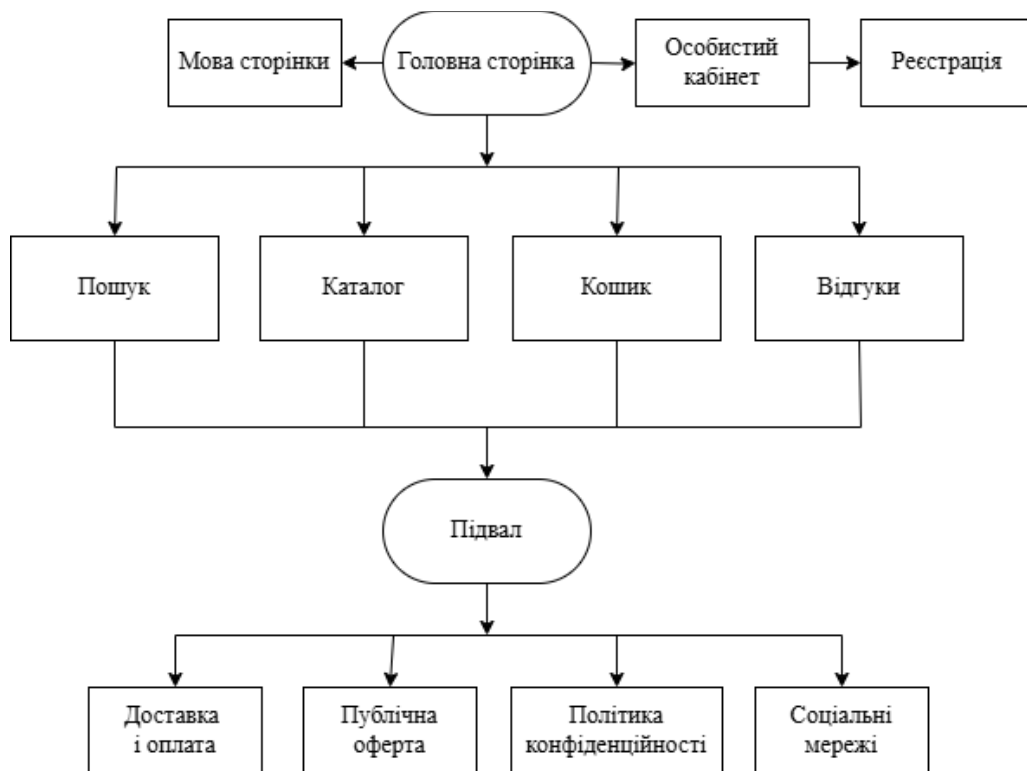 Мова сторінки
Головна сторінка
Особистий
кабінет
Реєстрація
Пошук
Каталог
Кошик
Відгуки
Підвал
Доставка
і оплата
Публічна
оферта
Політика
конфіденційності
Соціальні
мережі